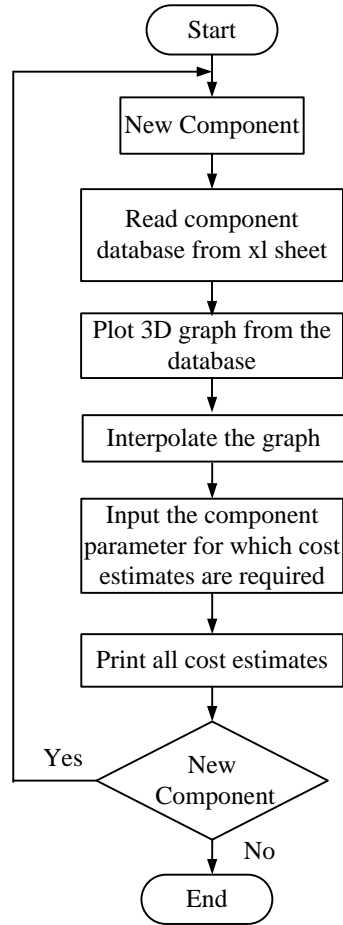 Start
New Component
Read component
database from xl sheet
Plot 3D graph from the
database
Interpolate the graph
Input the component
parameter for which cost
estimates are required
Print all cost estimates
Yes
New
Component
No
End